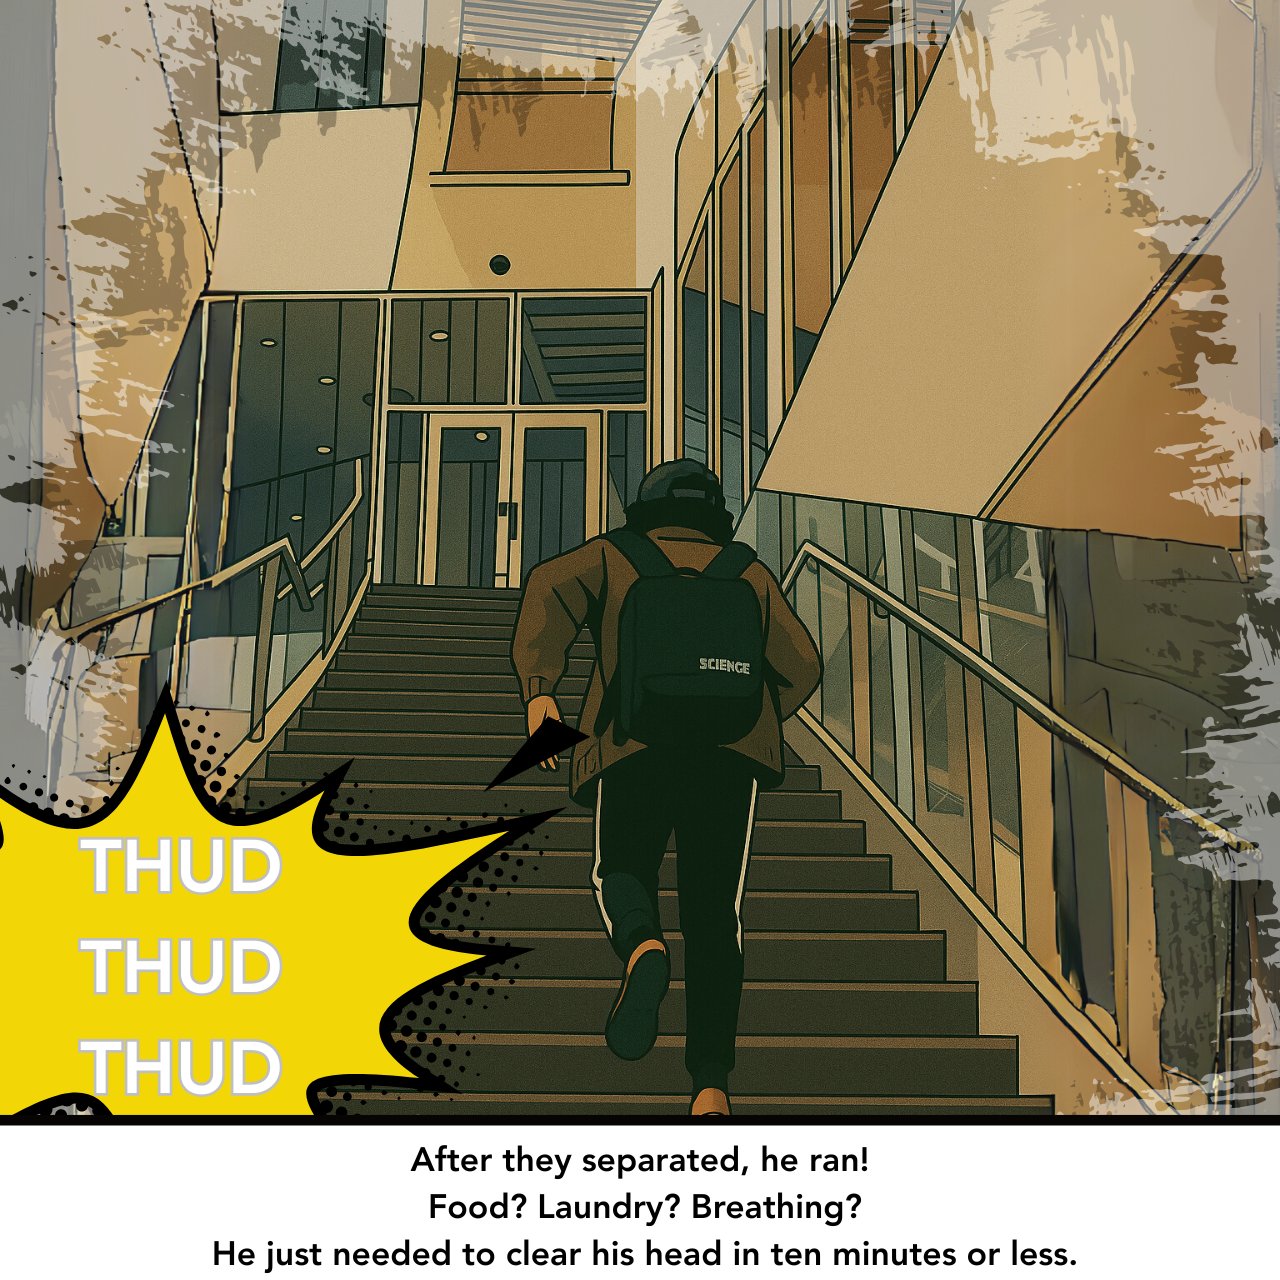 SCIENCE
THUD
THUD
THUD
After they separated, he ran!
Food? Laundry? Breathing?
He just needed to clear his head in ten minutes or less.